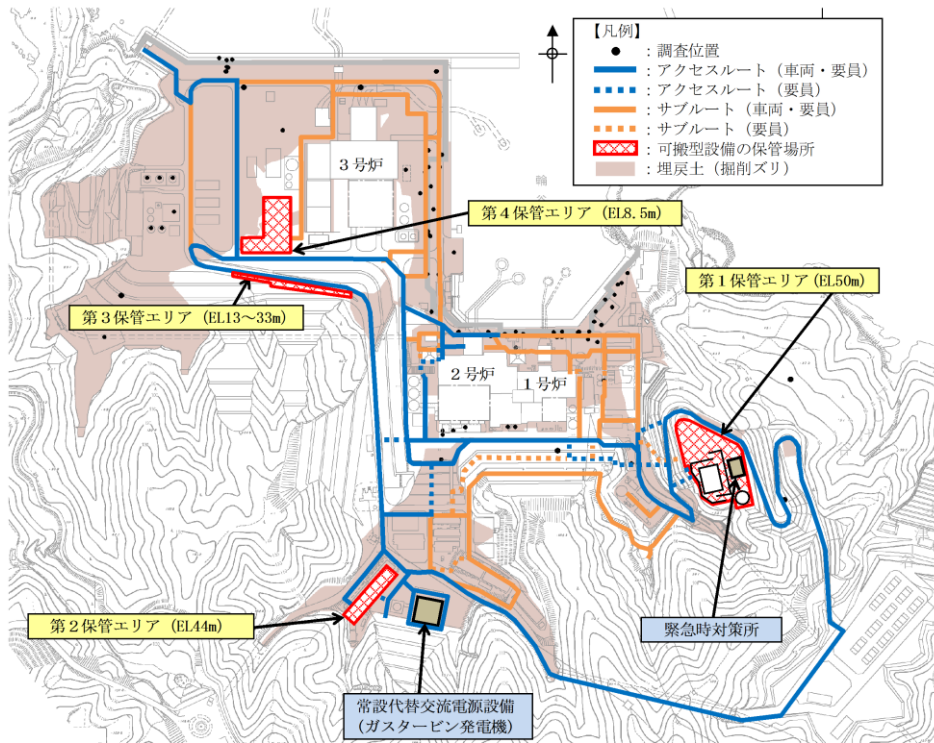 【凡例】
● : 調査位置
: アクセスルート（車両・要員）
: アクセスルート（要員）
: サブルート（車両・要員）
: サブルート（要員）
: 可搬型設備の保管場所
: 埋戻土（掘削ズリ）
3号炉
輪
第4保管エリア（EL8.5m）
第1保管エリア(EL50m)
第3保管エリア（EL13～33m）
2号炉
1号炉
第2保管エリア（EL44m）
緊急時対策所
常設代替交流電源設備
(ガスタービン発電機)